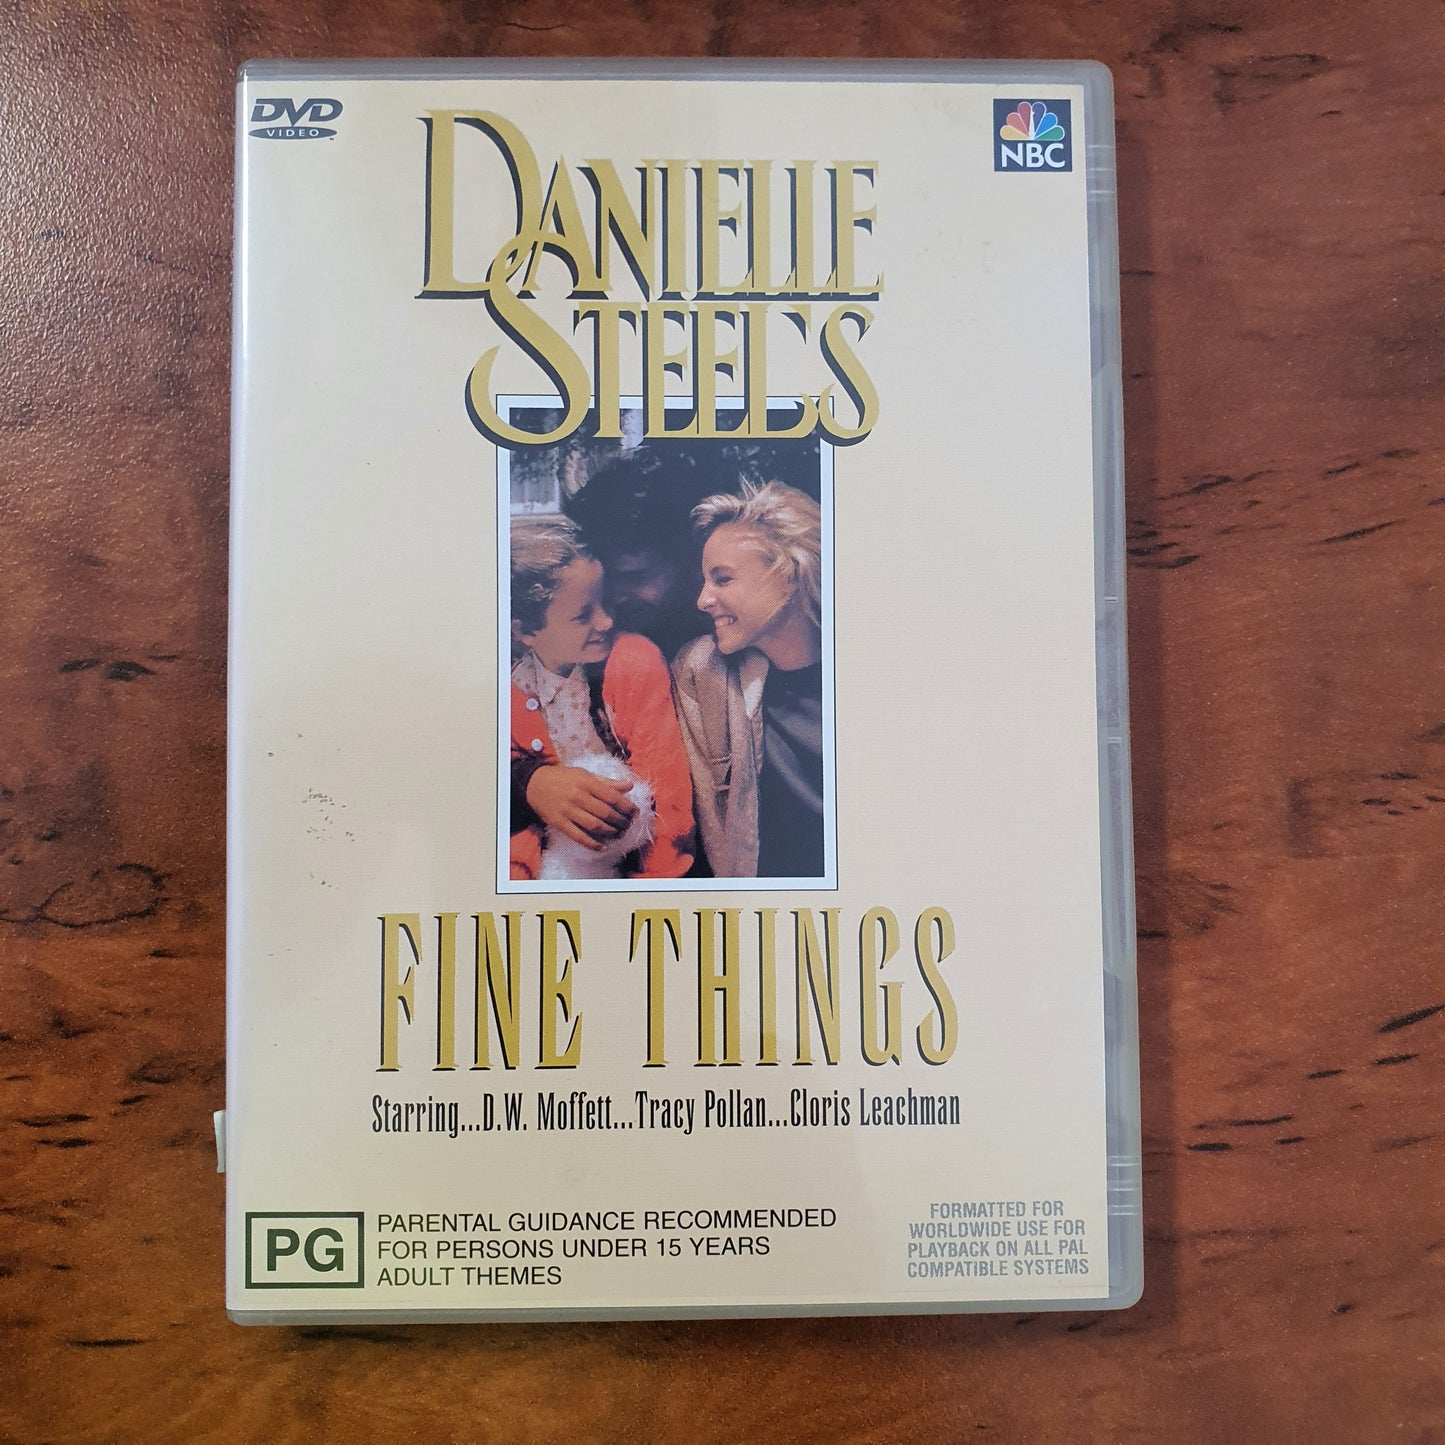 DVD
VIDEO
NBC
DANIELLE
STEEL'S
FINE THINGS
Starring...D.W. Moffett...Tracy Pollan...Cloris Leachman
PG
PARENTAL GUIDANCE RECOMMENDED
FOR PERSONS UNDER 15 YEARS
ADULT THEMES
FORMATTED FOR
WORLDWIDE USE FOR
PLAYBACK ON ALL PAL
COMPATIBLE SYSTEMS